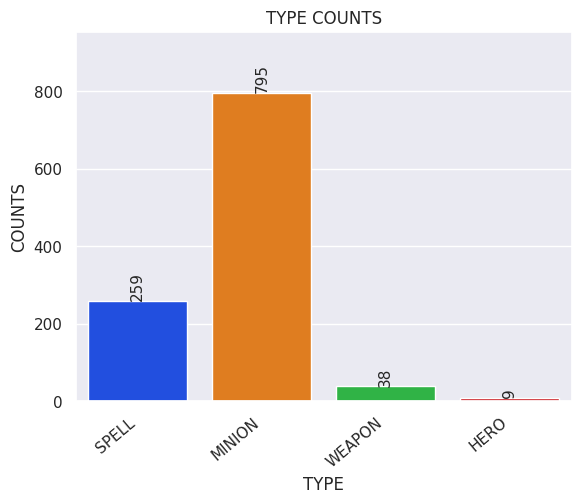 TYPE COUNTS
COUNTS
800
600
400
200
0
259
795
38
9
SPELL
MINION
WEAPON
HERO
TYPE